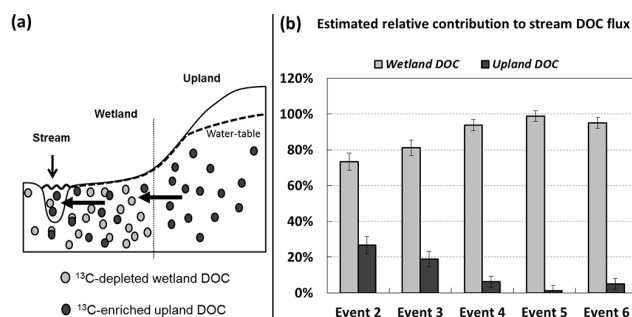 (a)
Upland
Wetland
Stream
Water-table
¹³C-depleted wetland DOC
¹³C-enriched upland DOC
(b) Estimated relative contribution to stream DOC flux
Wetland DOC Upland DOC
120%
100%
80%
60%
40%
20%
0%
Event 2 Event 3 Event 4 Event 5 Event 6